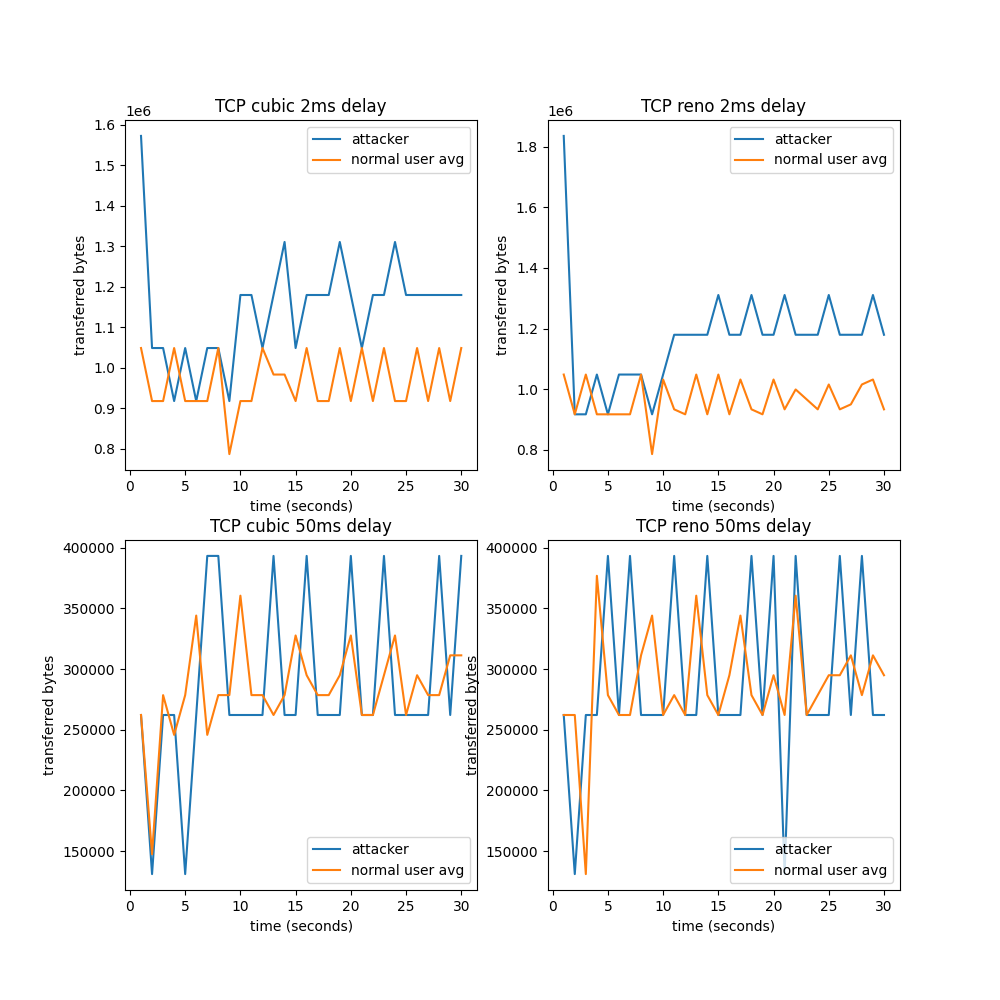 TCP cubic 2ms delay
1e6
1.6
1.5
1.4
1.3
1.2
1.1
1.0
0.9
0.8
transferred bytes
attacker
normal user avg
0 5 10 15 20 25 30
time (seconds)
TCP reno 2ms delay
1e6
1.8
1.6
1.4
1.2
1.0
0.8
transferred bytes
attacker
normal user avg
0 5 10 15 20 25 30
time (seconds)
TCP cubic 50ms delay
400000
350000
300000
250000
200000
150000
transferred bytes
attacker
normal user avg
0 5 10 15 20 25 30
time (seconds)
TCP reno 50ms delay
400000
350000
300000
250000
200000
150000
transferred bytes
attacker
normal user avg
0 5 10 15 20 25 30
time (seconds)